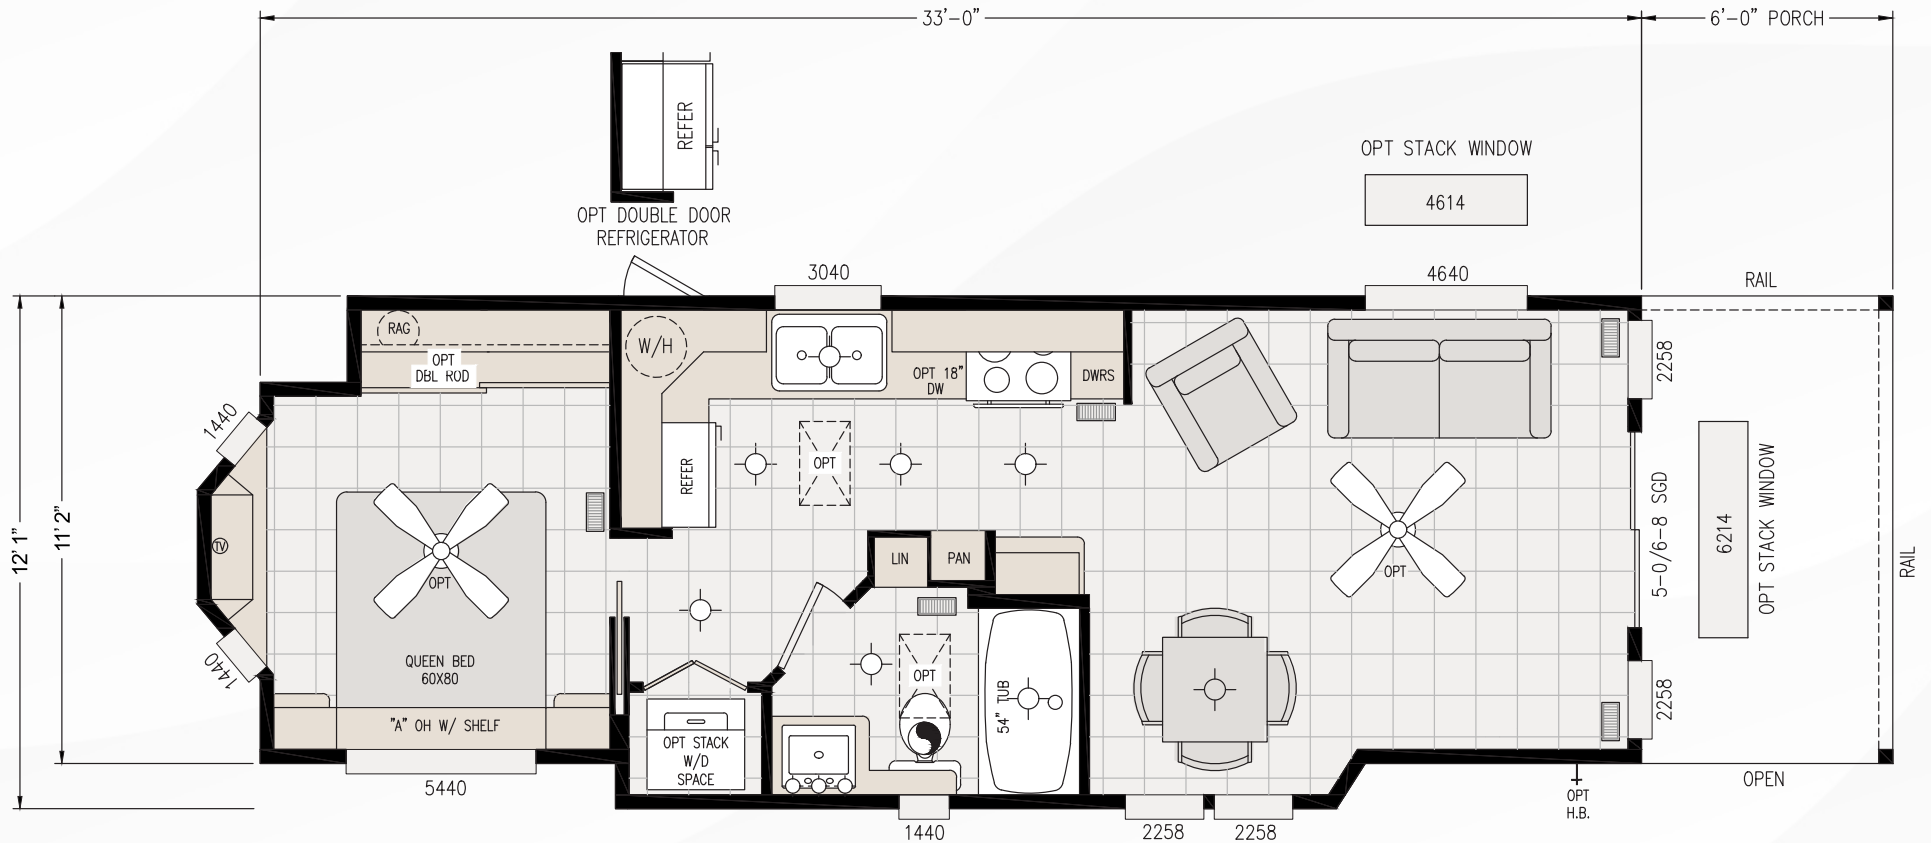 33'-0"
6'-0" PORCH
REFER
OPT DOUBLE DOOR
REFRIGERATOR
OPT STACK WINDOW
4614
3040
4640
RAIL
RAG
OPT
DBL ROD
W/H
OPT 18"
DW
DWRS
2258
1440
REFER
OPT
5-0/6-8 SGD
6214
OPT STACK WINDOW
RAIL
12' 1"
11' 2"
TV
OPT
LIN
PAN
OPT
1440
QUEEN BED
60X80
OPT
54" TUB
2258
"A" OH W/ SHELF
OPT STACK
W/D
SPACE
5440
OPEN
OPT
H.B.
1440
2258
2258